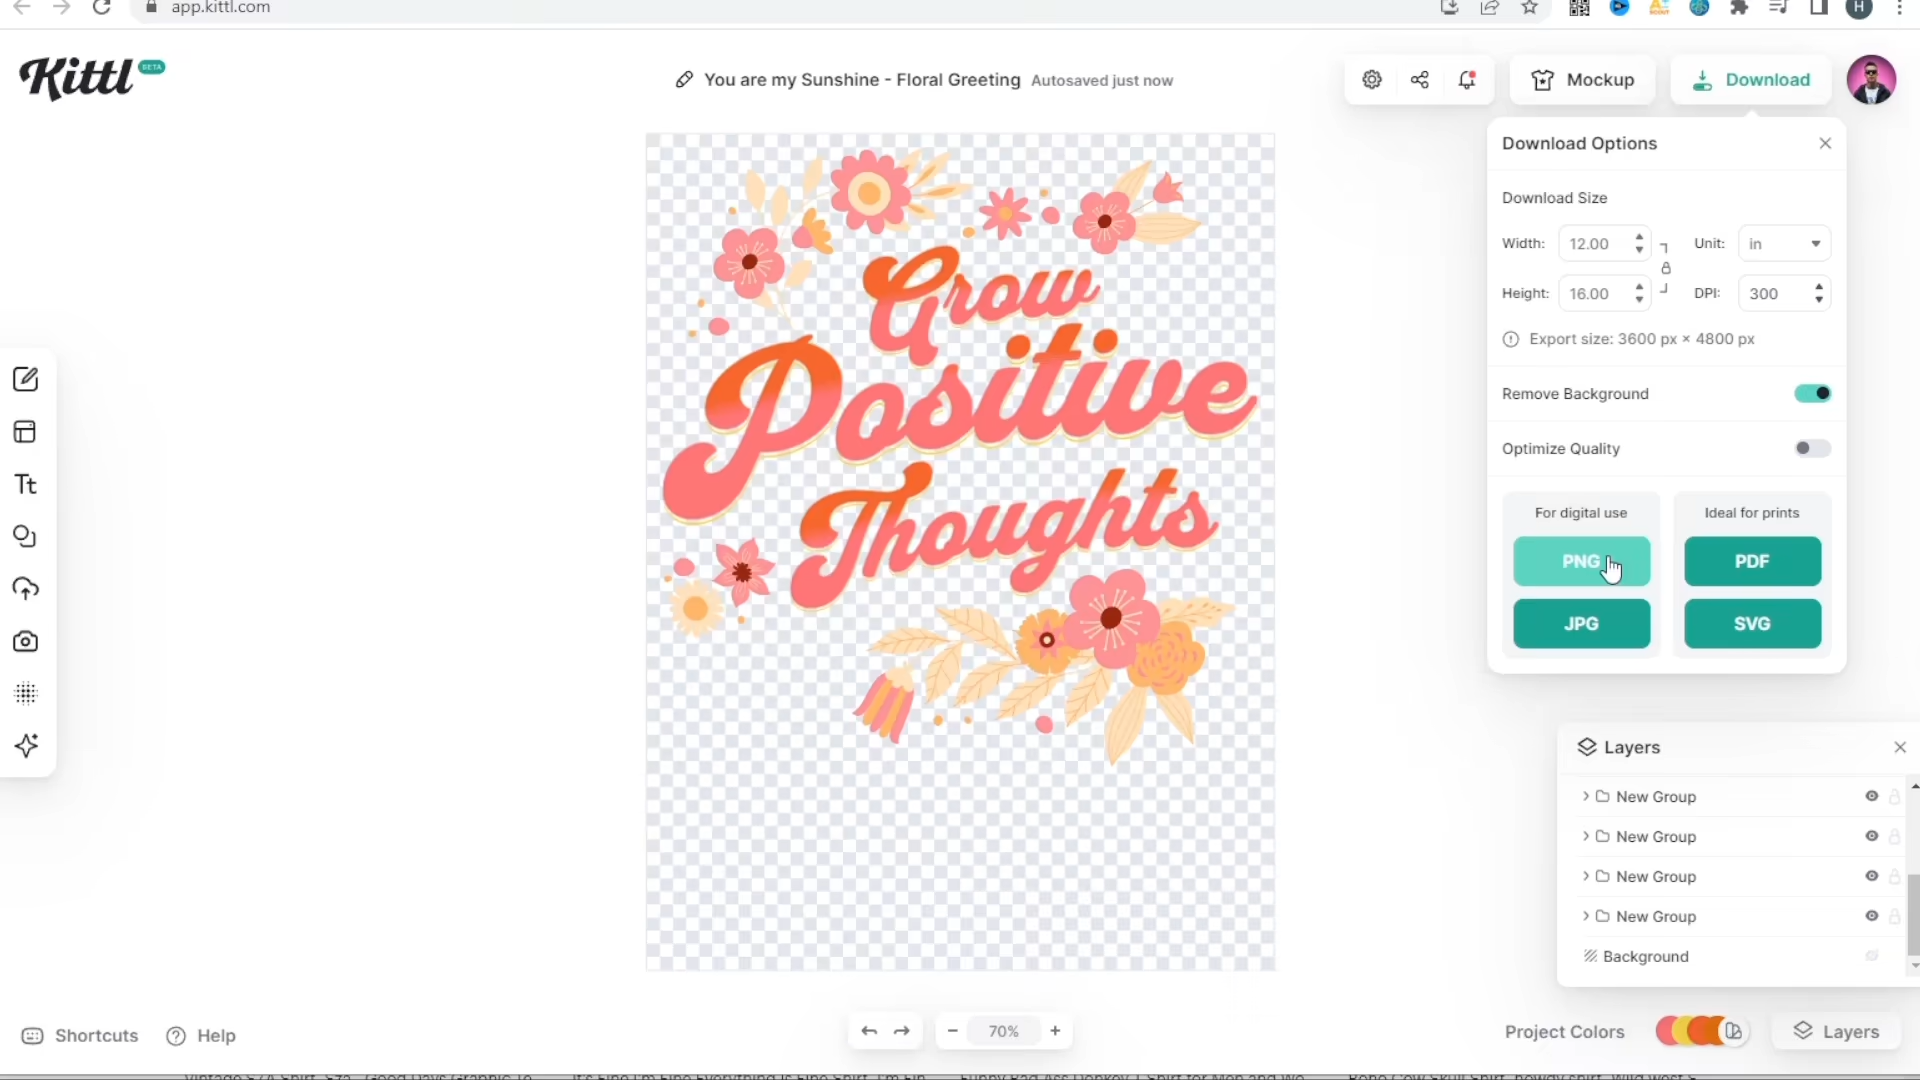 app.kittl.com
H
Kittl BETA
You are my Sunshine - Floral Greeting Autosaved just now
Mockup
Download
Download Options
Download Size
Width: 12.00 Unit: in
Height: 16.00 DPI: 300
Export size: 3600 px × 4800 px
Remove Background
Optimize Quality
For digital use
Ideal for prints
PNG
PDF
JPG
SVG
Grow
Positive
Thoughts
Tt
Layers
New Group
New Group
New Group
New Group
Background
Shortcuts
Help
70%
Project Colors
Layers